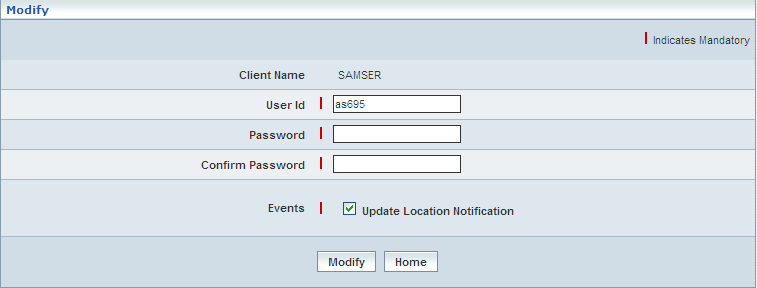 Modify
Indicates Mandatory
Client Name SAMSER
User Id as695
Password
Confirm Password
Events Update Location Notification
Modify Home